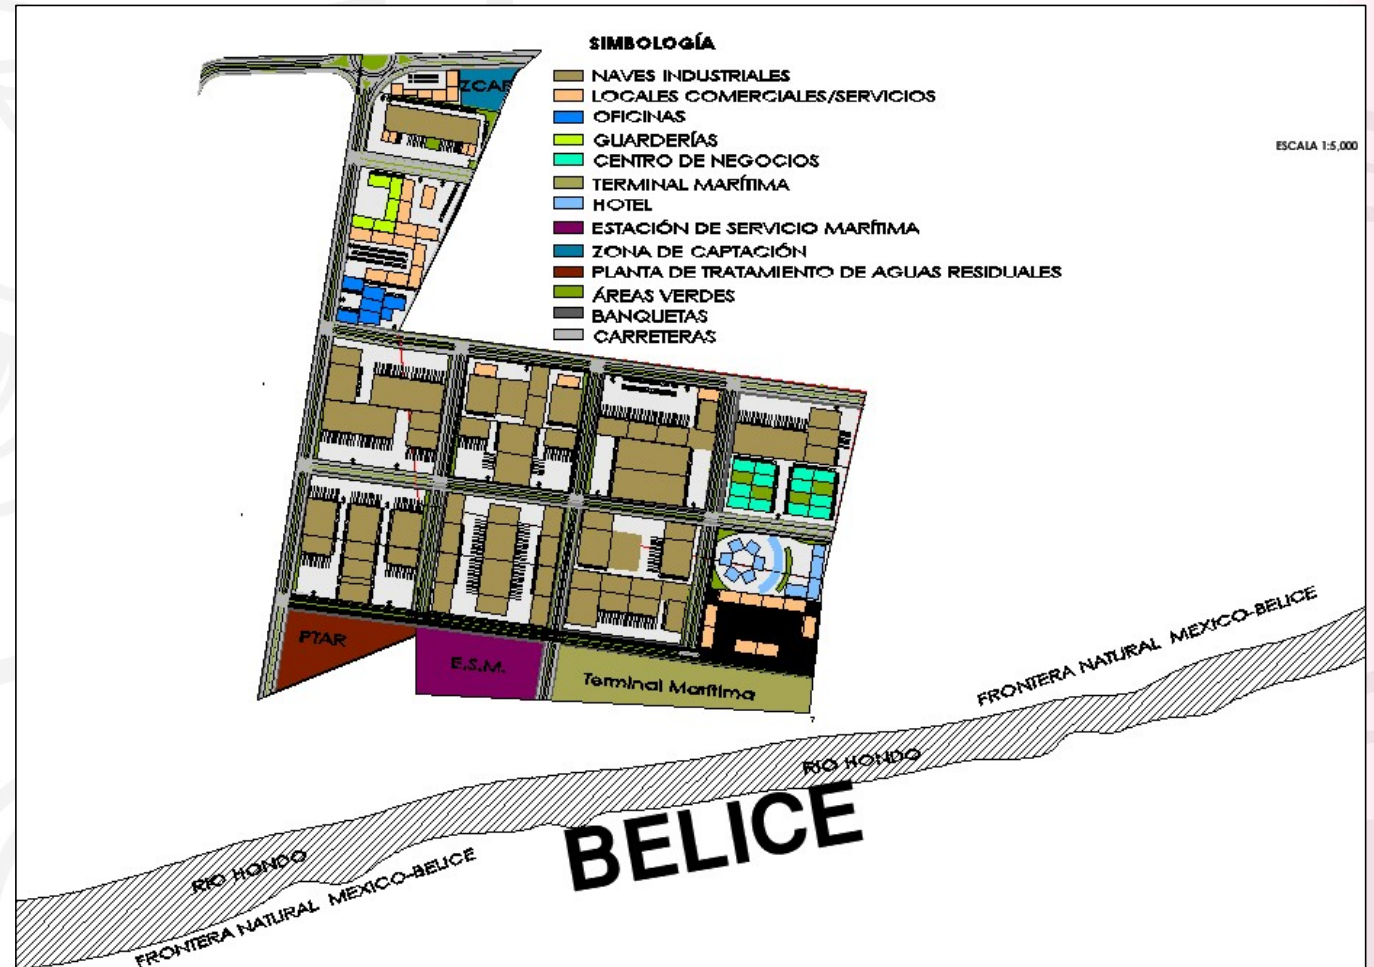 SIMBOLOGÍA
NAVES INDUSTRIALES
LOCALES COMERCIALES/SERVICIOS
OFICINAS
GUARDERÍAS
CENTRO DE NEGOCIOS
TERMINAL MARÍTIMA
HOTEL
ESTACIÓN DE SERVICIO MARÍTIMA
ZONA DE CAPTACIÓN
PLANTA DE TRATAMIENTO DE AGUAS RESIDUALES
ÁREAS VERDES
BANQUETAS
CARRETERAS
ESCALA 1:5,000
ZCAP
PTAR
E.S.M.
Terminal Marítima
FRONTERA NATURAL MEXICO-BELICE
RIO HONDO
BELICE
RIO HONDO
FRONTERA NATURAL MEXICO-BELICE